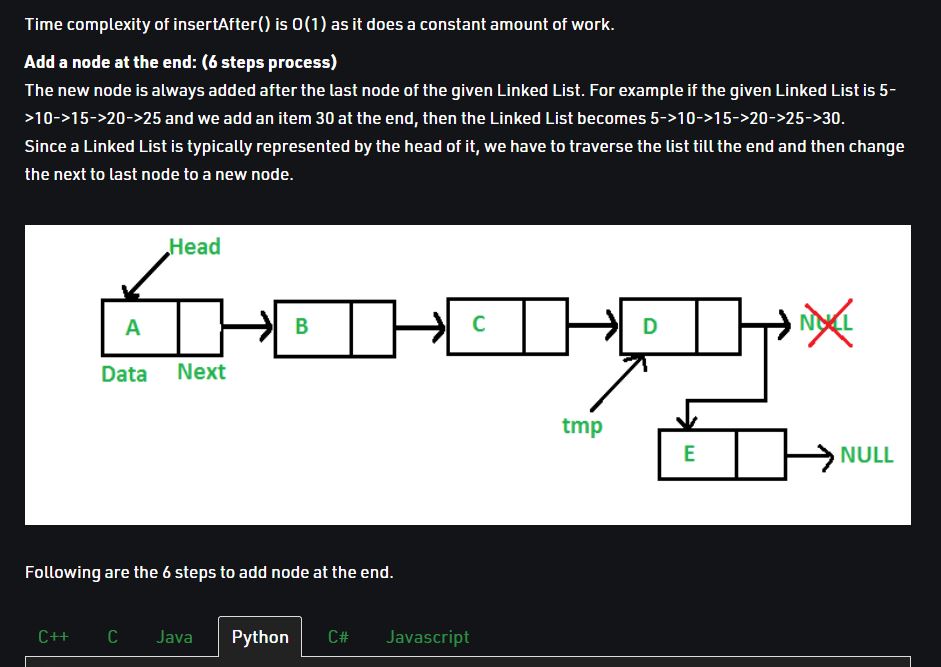 Time complexity of insertAfter() is O(1) as it does a constant amount of work.
Add a node at the end: (6 steps process)
The new node is always added after the last node of the given Linked List. For example if the given Linked List is 5-
>10->15->20->25 and we add an item 30 at the end, then the Linked List becomes 5->10->15->20->25->30.
Since a Linked List is typically represented by the head of it, we have to traverse the list till the end and then change
the next to last node to a new node.
Head
A
B
C
D
NULL
Data Next
tmp
E
NULL
Following are the 6 steps to add node at the end.
C++ C Java Python C# Javascript